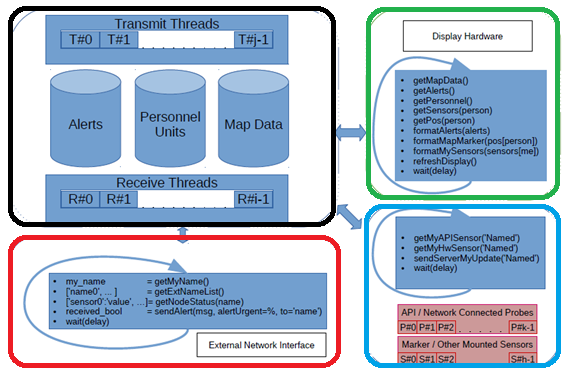 Transmit Threads
T#0 T#1 . . . . . . . . . T#j-1
Alerts
Personnel
Units
Map Data
Receive Threads
R#0 R#1 . . . . . . . . . R#i-1
Display Hardware
• getMapData()
• getAlerts()
• getPersonnel()
• getSensors(person)
• getPos(person)
• formatAlerts(alerts)
• formatMapMarker(pos[person])
• formatMySensors(sensors[me])
• refreshDisplay()
• wait(delay)
• my_name = getMyName()
• ['name0', ... ] = getExtNameList()
• ['sensor0':'value', ...]= getNodeStatus(name)
• received_bool = sendAlert(msg, alertUrgent=%, to='name')
• wait(delay)
External Network Interface
• getMyAPISensor('Named')
• getMyHwSensor('Named')
• sendServerMyUpdate('Named')
• wait(delay)
API / Network Connected Probes
P#0 P#1 P#2 . . . . . . P#k-1
Marker / Other Mounted Sensors
S#0 S#1 S#2 S#h-1